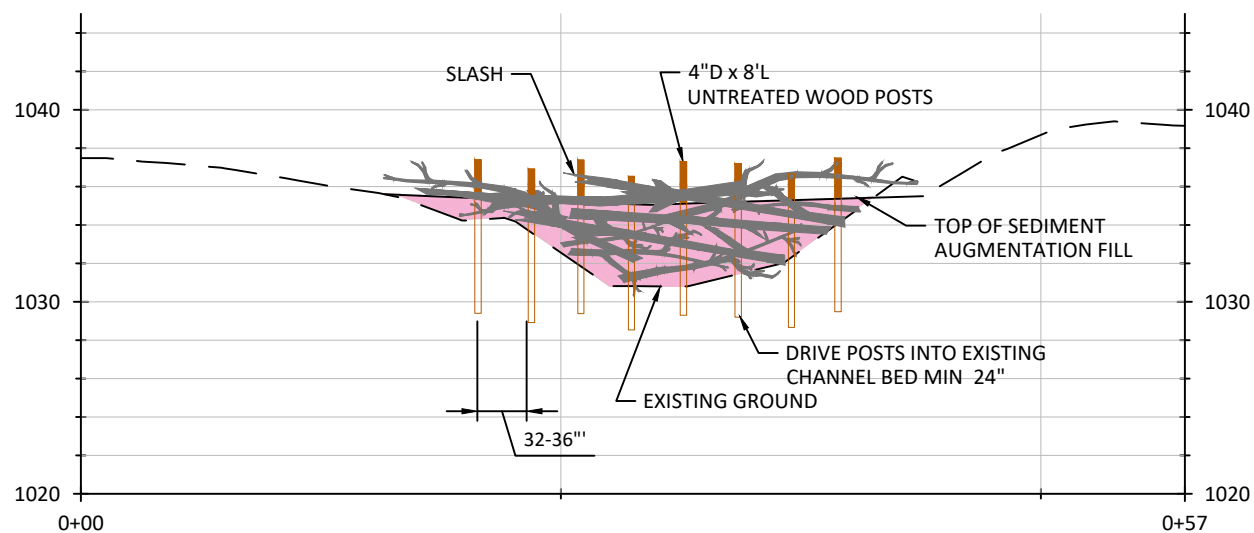 SLASH
4"D x 8'L
UNTREATED WOOD POSTS
1040
1040
TOP OF SEDIMENT
AUGMENTATION FILL
1030
1030
DRIVE POSTS INTO EXISTING
CHANNEL BED MIN 24"
EXISTING GROUND
32-36"'
1020
1020
0+00
0+57